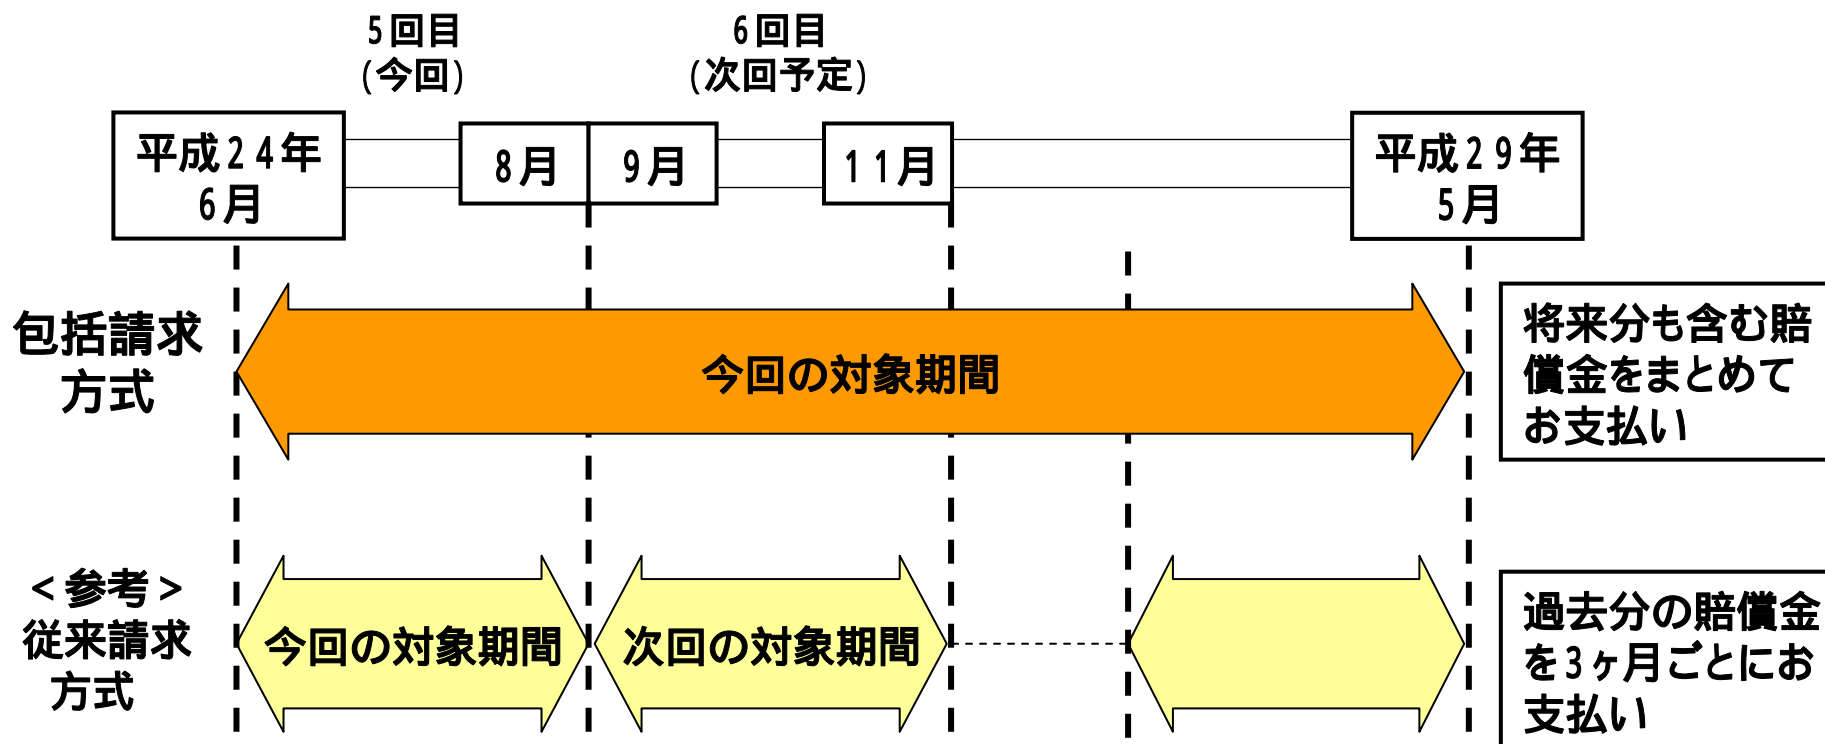 5回目
(今回)
6回目
(次回予定)
平成24年
6月
8月
9月
11月
平成29年
5月
包括請求
方式
今回の対象期間
将来分も含む賠
償金をまとめて
お支払い
<参考>
従来請求
方式
今回の対象期間
次回の対象期間
過去分の賠償金
を3ヶ月ごとにお
支払い